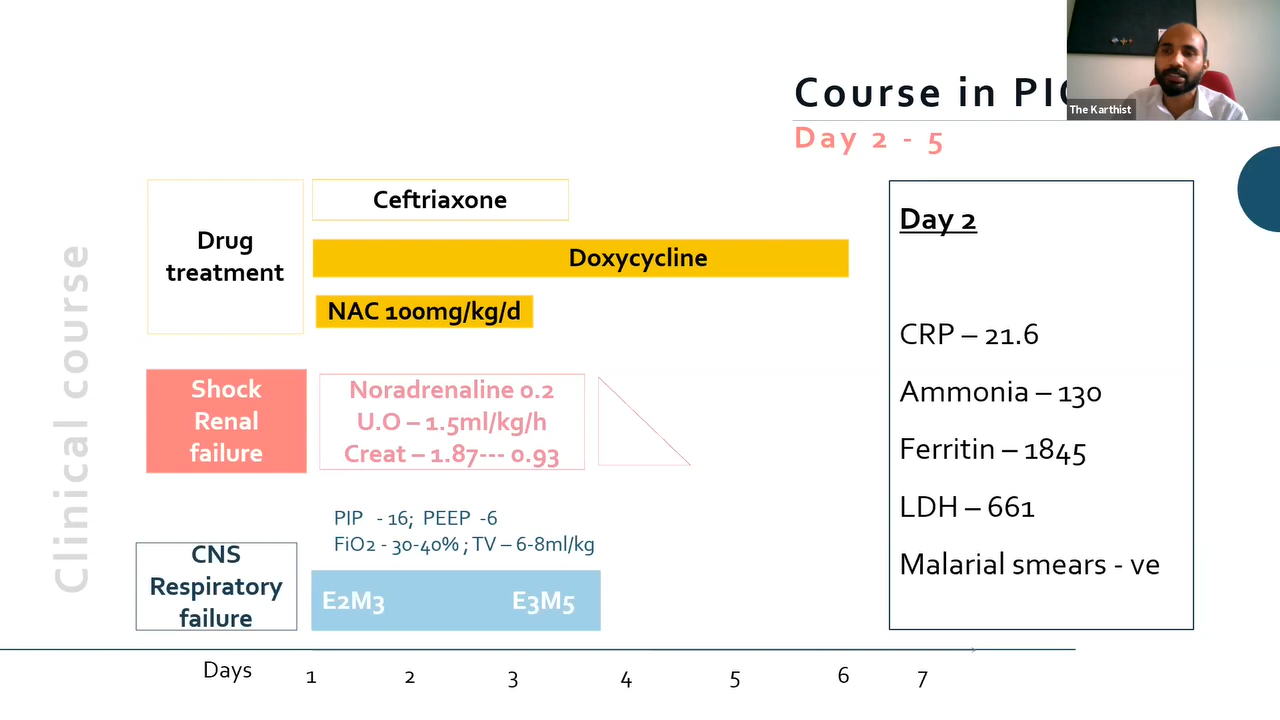 Course in PIC
The Karthist
Day 2 - 5
Clinical course
Drug
treatment
Ceftriaxone
Doxycycline
NAC 100mg/kg/d
Shock
Renal
failure
Noradrenaline 0.2
U.O – 1.5ml/kg/h
Creat – 1.87--- 0.93
PIP - 16; PEEP -6
FiO2 - 30-40% ; TV – 6-8ml/kg
CNS
Respiratory
failure
E2M3 E3M5
Days 1 2 3 4 5 6 7
Day 2
CRP – 21.6
Ammonia – 130
Ferritin – 1845
LDH – 661
Malarial smears - ve